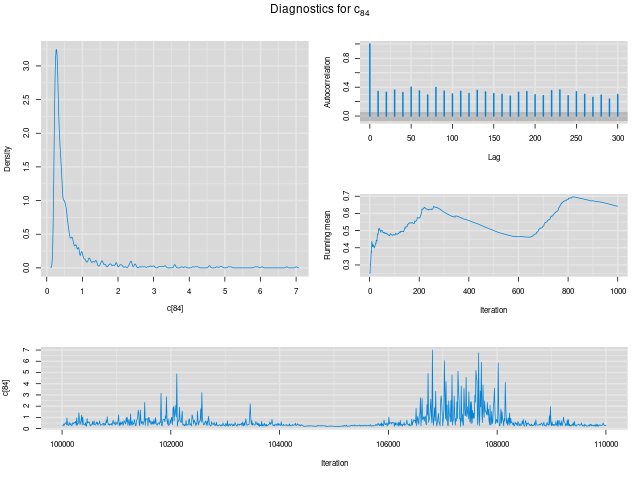 Diagnostics for c84
Density
0.0 0.5 1.0 1.5 2.0 2.5 3.0
0 1 2 3 4 5 6 7
c[84]
Autocorrelation
0.0 0.4 0.8
0 50 100 150 200 250 300
Lag
Running mean
0.3 0.4 0.5 0.6 0.7
0 200 400 600 800 1000
Iteration
c[84]
0 1 2 3 4 5 6 7
100000 102000 104000 106000 108000 110000
Iteration